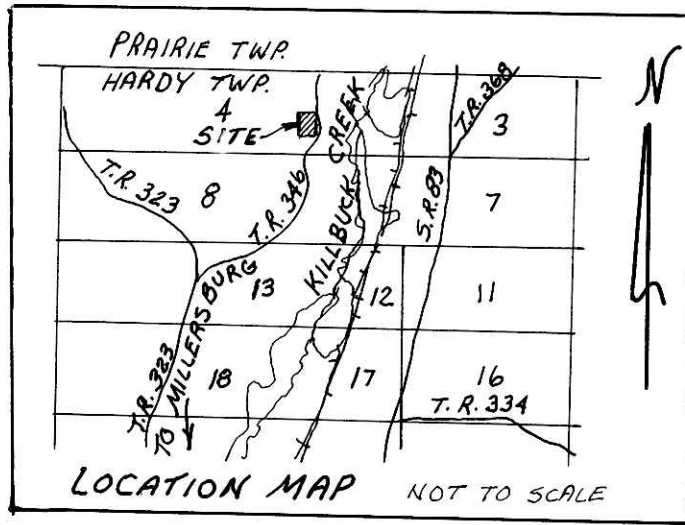 PRAIRIE TWP.
HARDY TWP.
N
4
SITE
CREEK
T.R. 368
3
T.R. 323
8
T.R. 346
KILLBUCK
S.R. 83
7
13
12
11
T.R. 323
TO MILLERSBURG
18
17
16
T.R. 334
LOCATION MAP
NOT TO SCALE